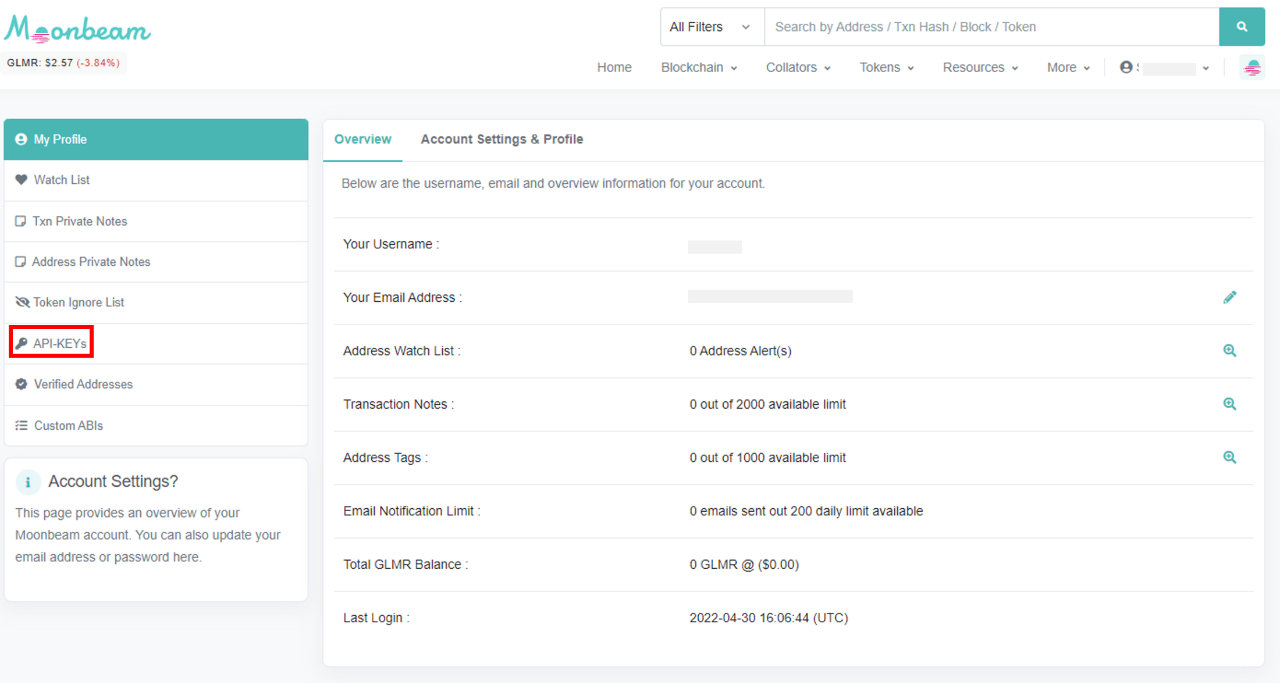 Moonbeam
All Filters
Search by Address / Txn Hash / Block / Token
GLMR: $2.57 (-3.84%)
Home
Blockchain
Collators
Tokens
Resources
More
My Profile
Watch List
Txn Private Notes
Address Private Notes
Token Ignore List
API-KEYs
Verified Addresses
Custom ABIs
Account Settings?
This page provides an overview of your
Moonbeam account. You can also update your
email address or password here.
Overview
Account Settings & Profile
Below are the username, email and overview information for your account.
Your Username :
Your Email Address :
Address Watch List : 0 Address Alert(s)
Transaction Notes : 0 out of 2000 available limit
Address Tags : 0 out of 1000 available limit
Email Notification Limit : 0 emails sent out 200 daily limit available
Total GLMR Balance : 0 GLMR @ ($0.00)
Last Login : 2022-04-30 16:06:44 (UTC)